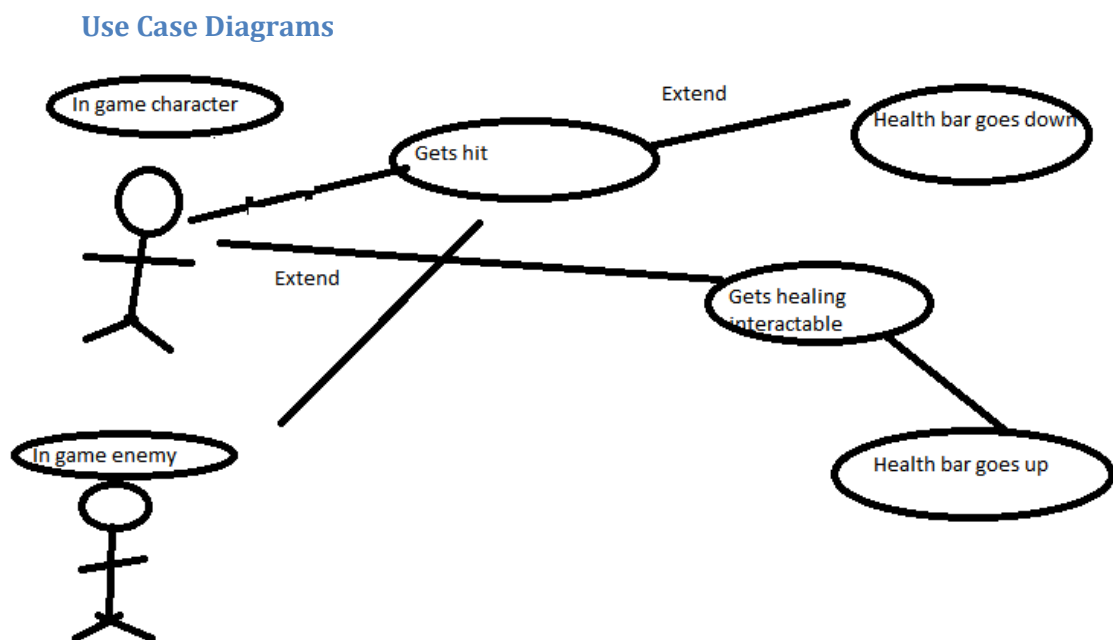 Use Case Diagrams
In game character
Extend
Health bar goes down
Gets hit
Extend
Gets healing
interactable
In game enemy
Health bar goes up